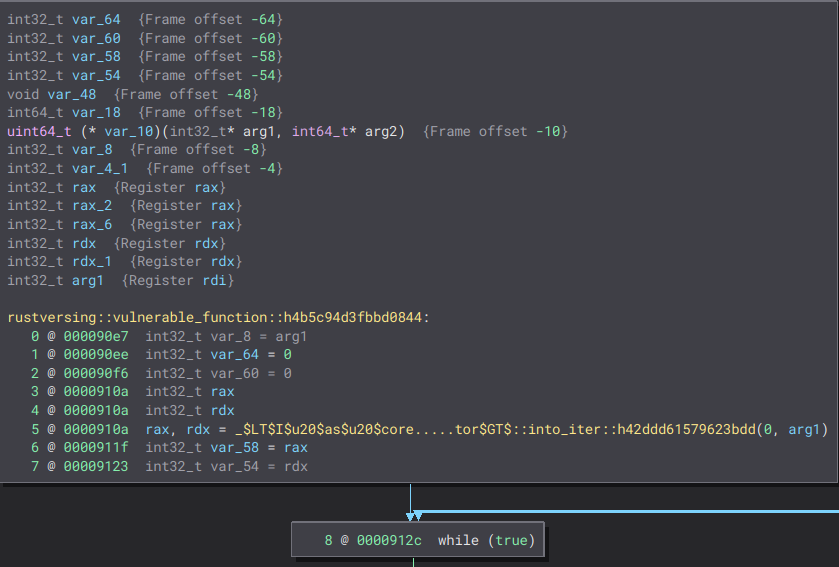 int32_t var_64 {Frame offset -64}
int32_t var_60 {Frame offset -60}
int32_t var_58 {Frame offset -58}
int32_t var_54 {Frame offset -54}
void var_48 {Frame offset -48}
int64_t var_18 {Frame offset -18}
uint64_t (* var_10)(int32_t* arg1, int64_t* arg2) {Frame offset -10}
int32_t var_8 {Frame offset -8}
int32_t var_4_1 {Frame offset -4}
int32_t rax {Register rax}
int32_t rax_2 {Register rax}
int32_t rax_6 {Register rax}
int32_t rdx {Register rdx}
int32_t rdx_1 {Register rdx}
int32_t arg1 {Register rdi}
rustversing::vulnerable_function::h4b5c94d3fbbd0844:
0 @ 000090e7 int32_t var_8 = arg1
1 @ 000090ee int32_t var_64 = 0
2 @ 000090f6 int32_t var_60 = 0
3 @ 0000910a int32_t rax
4 @ 0000910a int32_t rdx
5 @ 0000910a rax, rdx = _$LT$I$u20$as$u20$core.....tor$GT$::into_iter::h42ddd61579623bdd(0, arg1)
6 @ 0000911f int32_t var_58 = rax
7 @ 00009123 int32_t var_54 = rdx
8 @ 0000912c while (true)